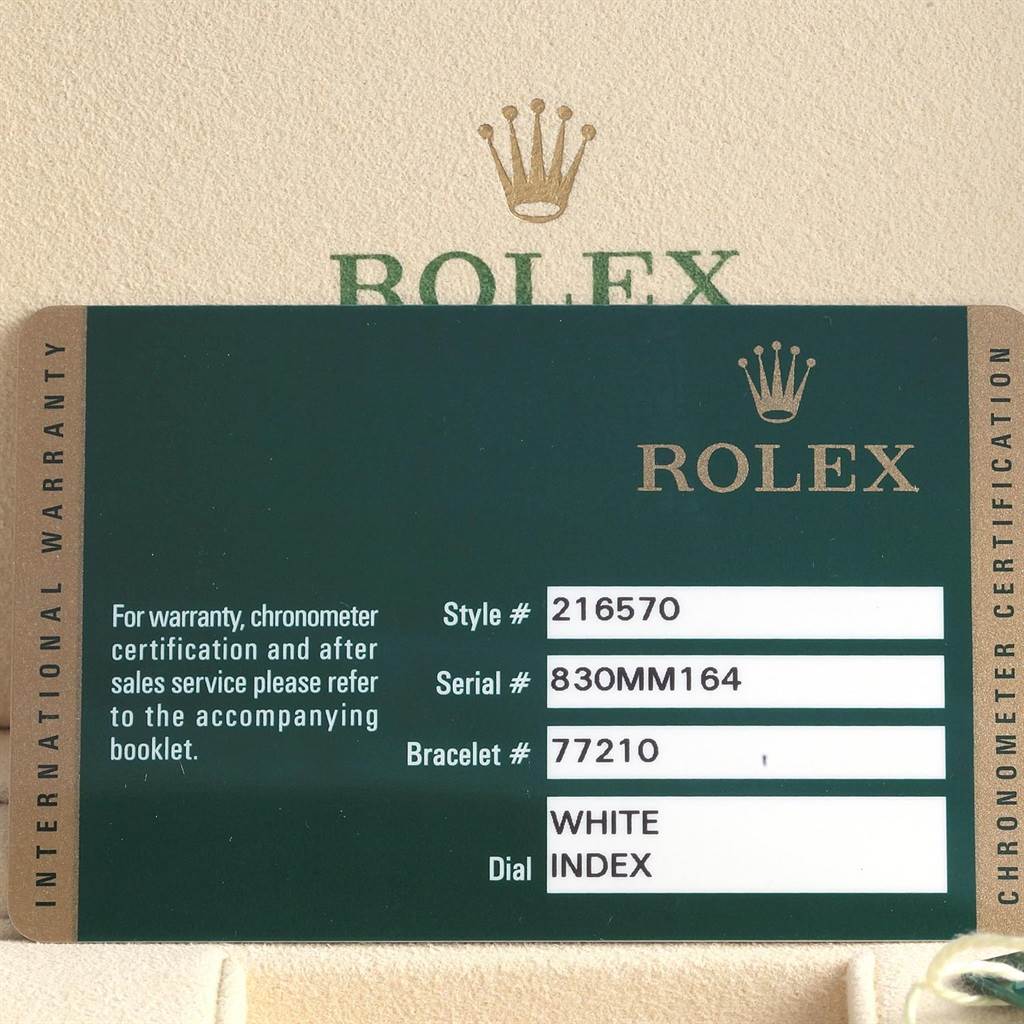 ROLEX
ROLEX
INTERNATIONAL WARRANTY
For warranty, chronometer
certification and after
sales service please refer
to the accompanying
booklet.
Style # 216570
Serial # 830MM164
Bracelet # 77210
Dial WHITE
INDEX
CHRONOMETER CERTIFICATION